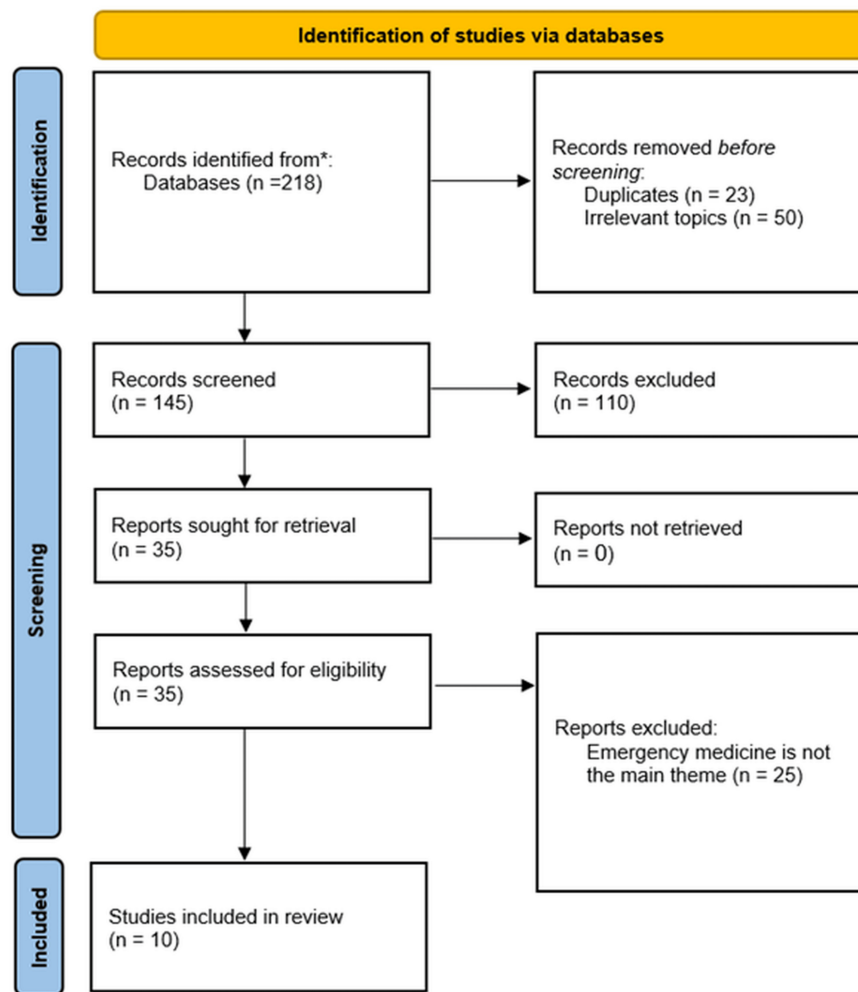 Identification of studies via databases
Identification
Records identified from*:
Databases (n =218)
Records removed before
screening:
Duplicates (n = 23)
Irrelevant topics (n = 50)
Screening
Records screened
(n = 145)
Records excluded
(n = 110)
Reports sought for retrieval
(n = 35)
Reports not retrieved
(n = 0)
Reports assessed for eligibility
(n = 35)
Reports excluded:
Emergency medicine is not
the main theme (n = 25)
Included
Studies included in review
(n = 10)